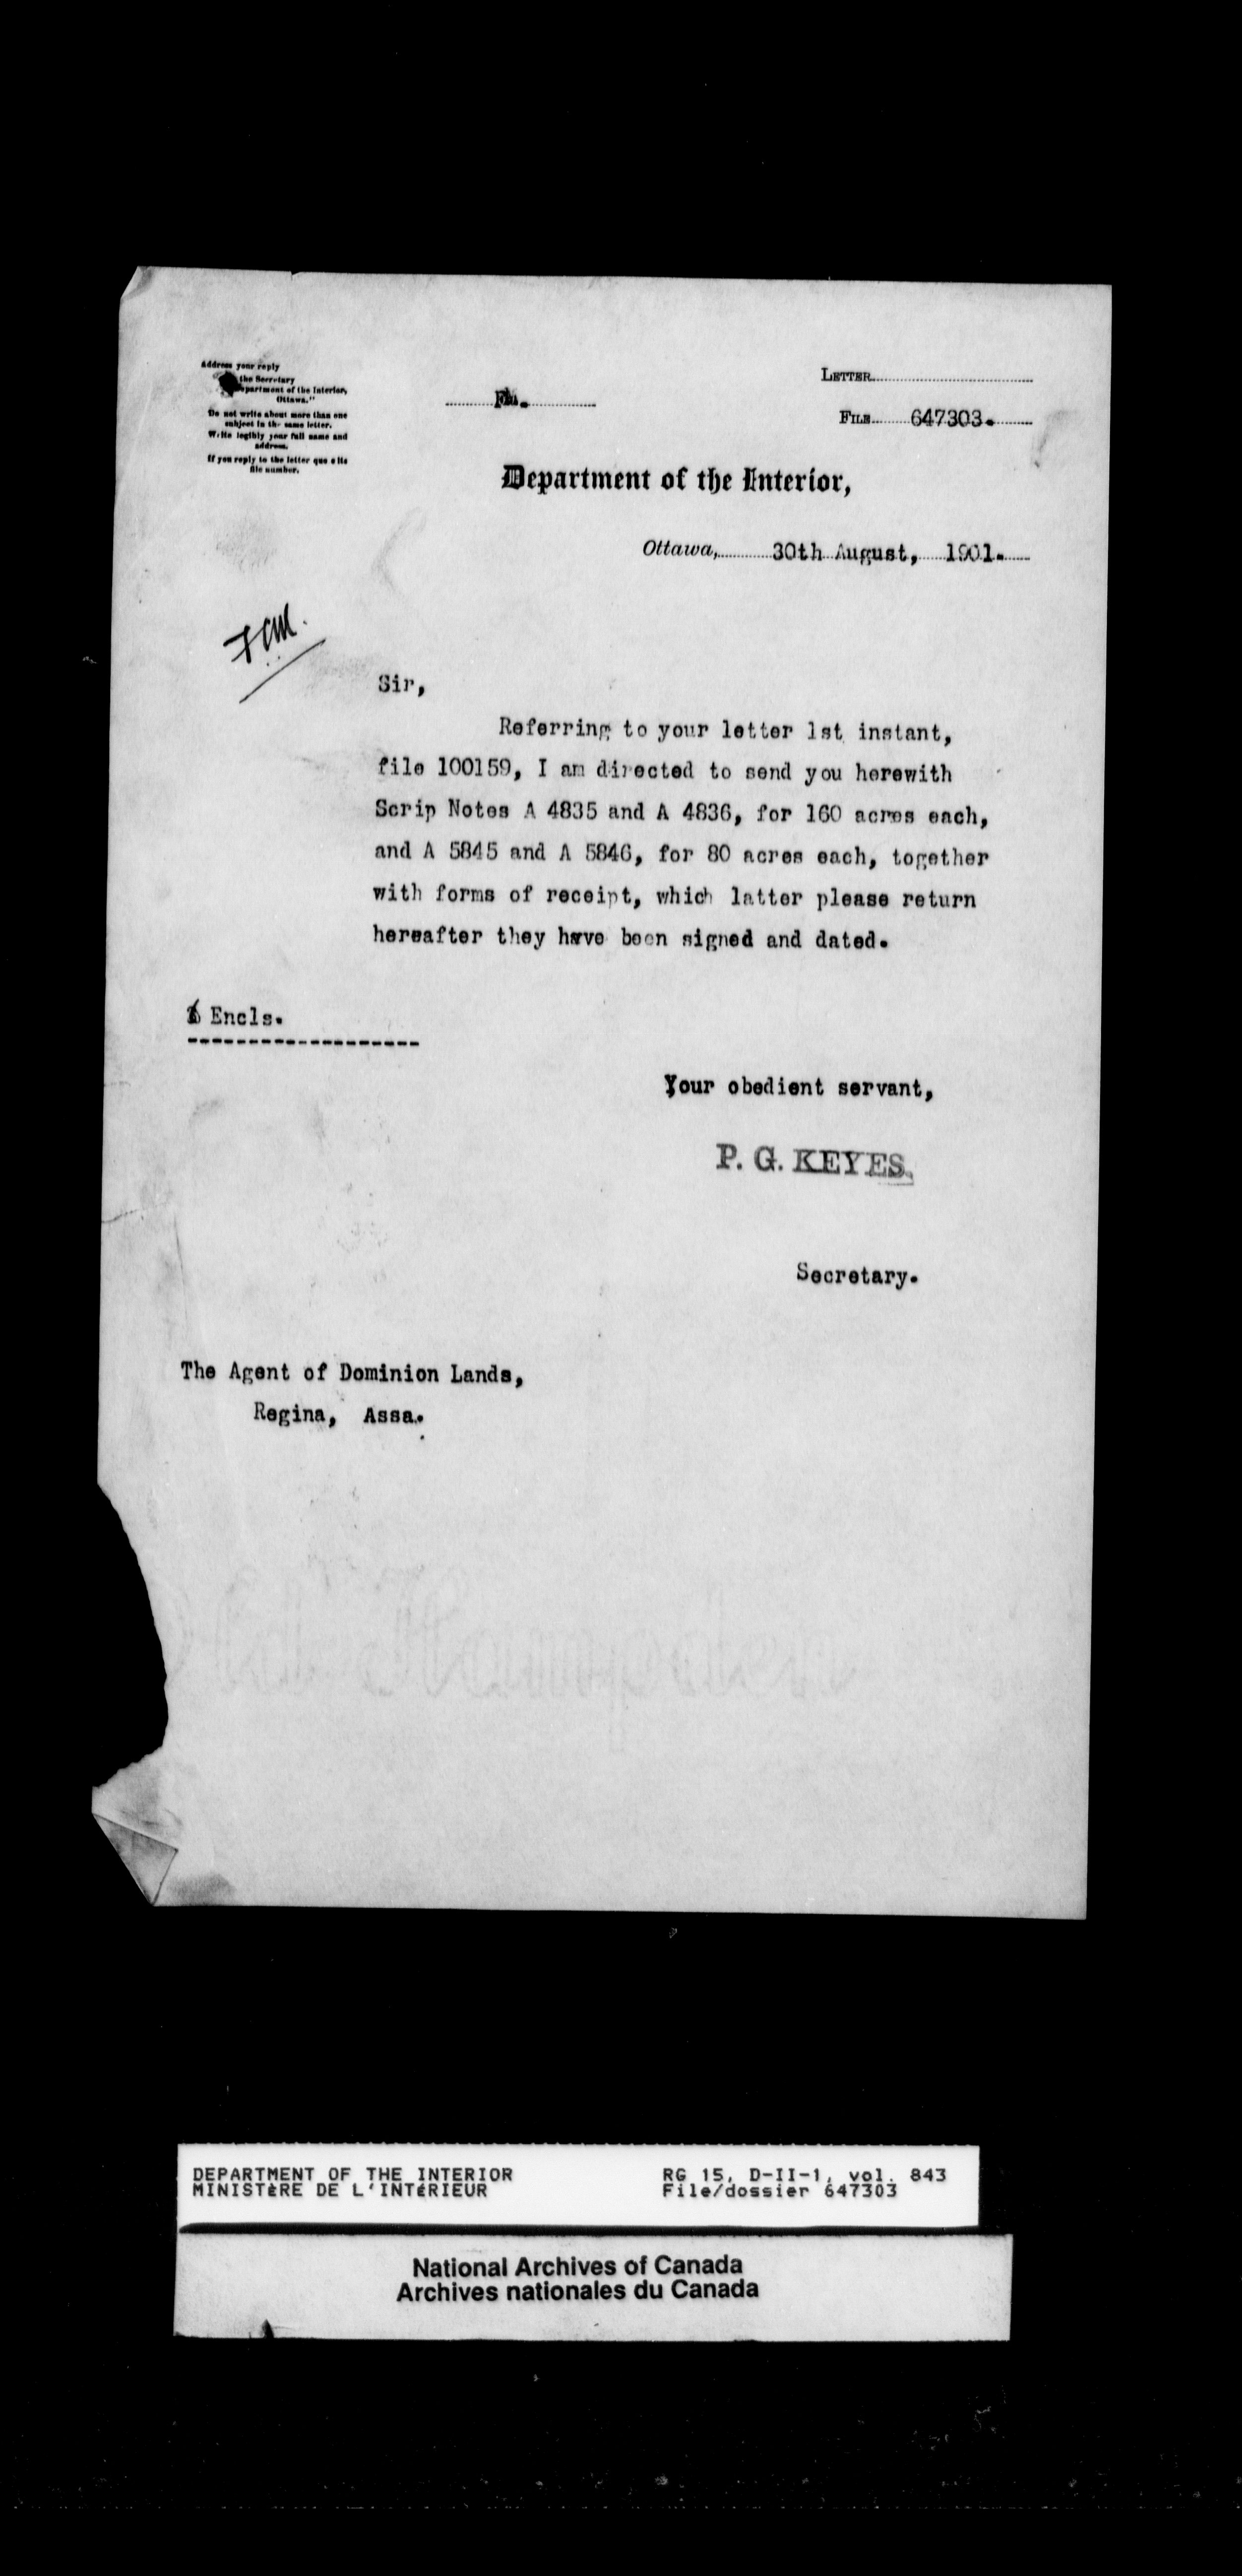 Address your reply
the Secretary
Department of the Interior,
Ottawa."
Do not write about more than one
subject in the same letter.
Write legibly your full name and
address.
If you reply to the letter quote its
file number.
LETTER
FILE 647303.
Department of the Interior,
Ottawa, 30th August, 1901.
Sir,
Referring to your letter 1st instant,
file 100159, I am directed to send you herewith
Scrip Notes A 4835 and A 4836, for 160 acres each,
and A 5845 and A 5846, for 80 acres each, together
with forms of receipt, which latter please return
hereafter they have been signed and dated.
Encls.
Your obedient servant,
P. G. KEYES,
Secretary.
The Agent of Dominion Lands,
Regina, Assa.
DEPARTMENT OF THE INTERIOR
MINISTèRE DE L'INTéRIEUR
RG 15, D-II-1, vol. 843
File/dossier 647303
National Archives of Canada
Archives nationales du Canada